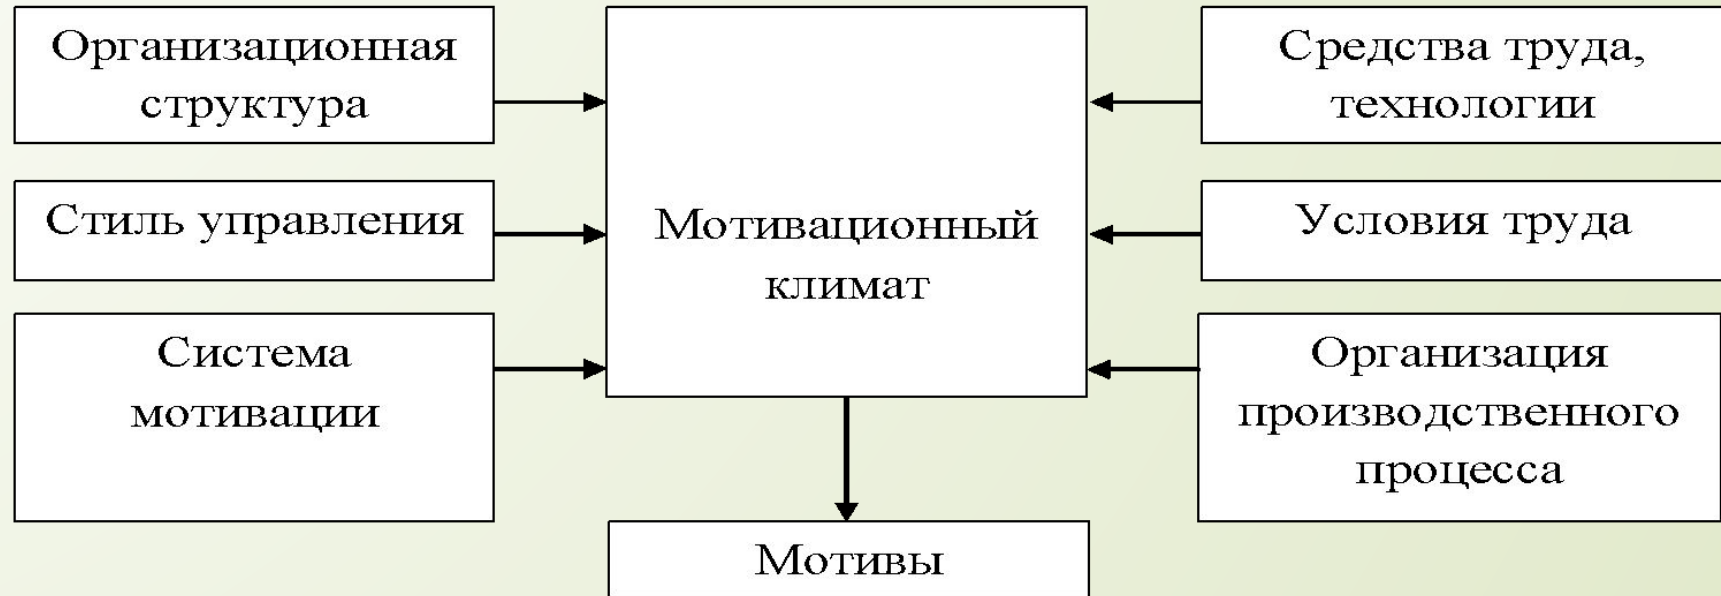 Организационная
структура
Стиль управления
Система
мотивации
Мотивационный
климат
Мотивы
Средства труда,
технологии
Условия труда
Организация
производственного
процесса